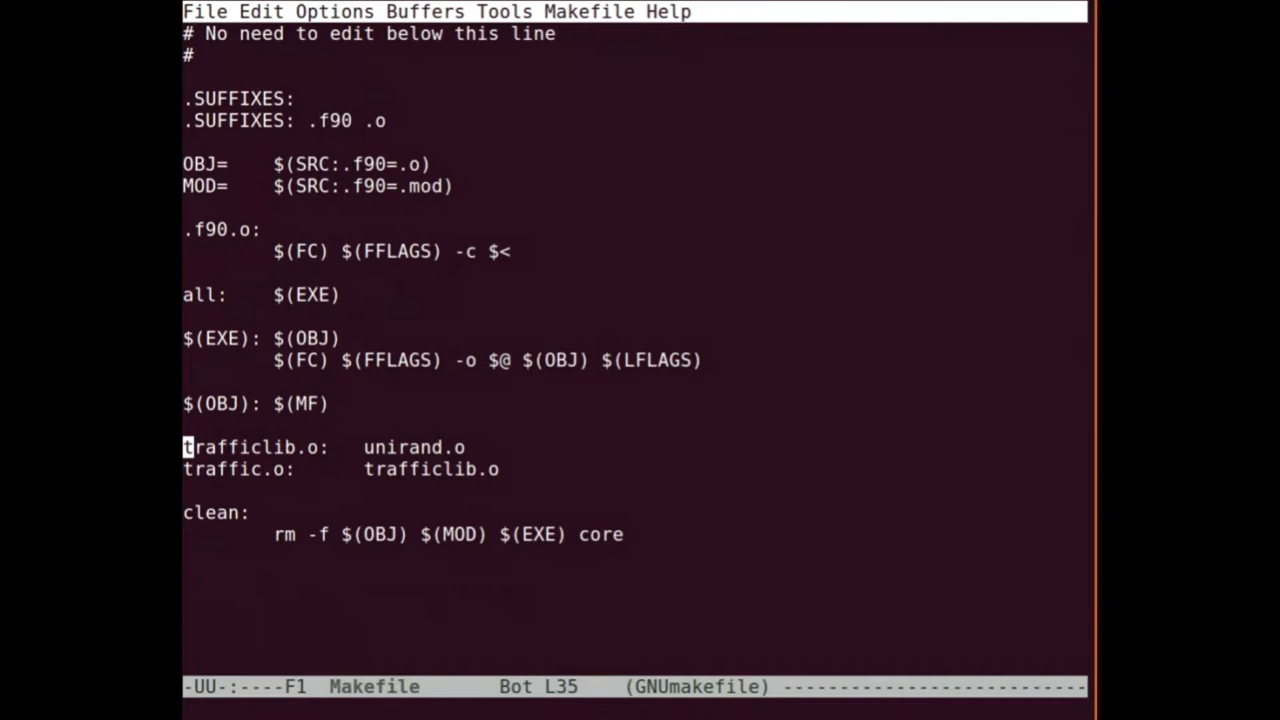 File Edit Options Buffers Tools Makefile Help
# No need to edit below this line
#
.SUFFIXES:
.SUFFIXES: .f90 .o
OBJ=    $(SRC:.f90=.o)
MOD=    $(SRC:.f90=.mod)
.f90.o:
        $(FC) $(FFLAGS) -c $<
all:    $(EXE)
$(EXE): $(OBJ)
        $(FC) $(FFLAGS) -o $@ $(OBJ) $(LFLAGS)
$(OBJ): $(MF)
trafficlib.o:   unirand.o
traffic.o:      trafficlib.o
clean:
        rm -f $(OBJ) $(MOD) $(EXE) core
-UU-:----F1  Makefile       Bot L35    (GNUmakefile) ---------------------------